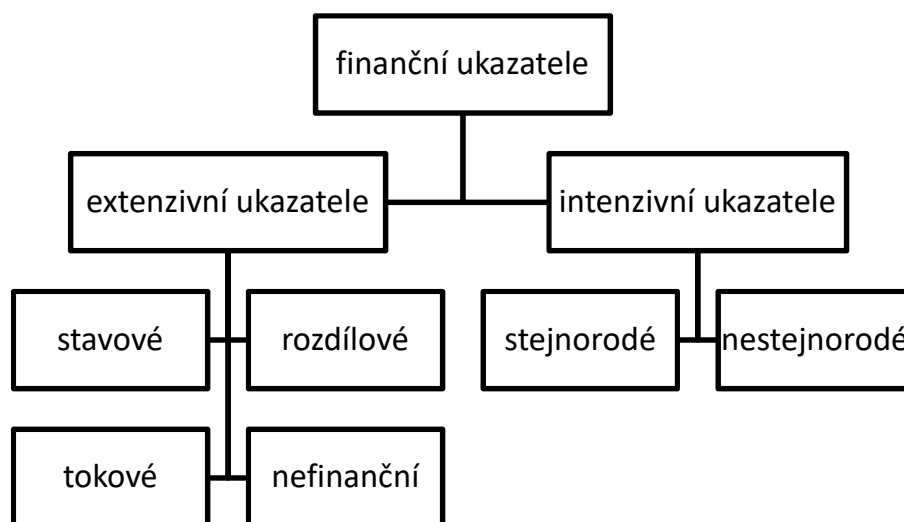 finanční ukazatele
extenzivní ukazatele
intenzivní ukazatele
stavové
rozdílové
stejnorodé
nestejnorodé
tokové
nefinanční